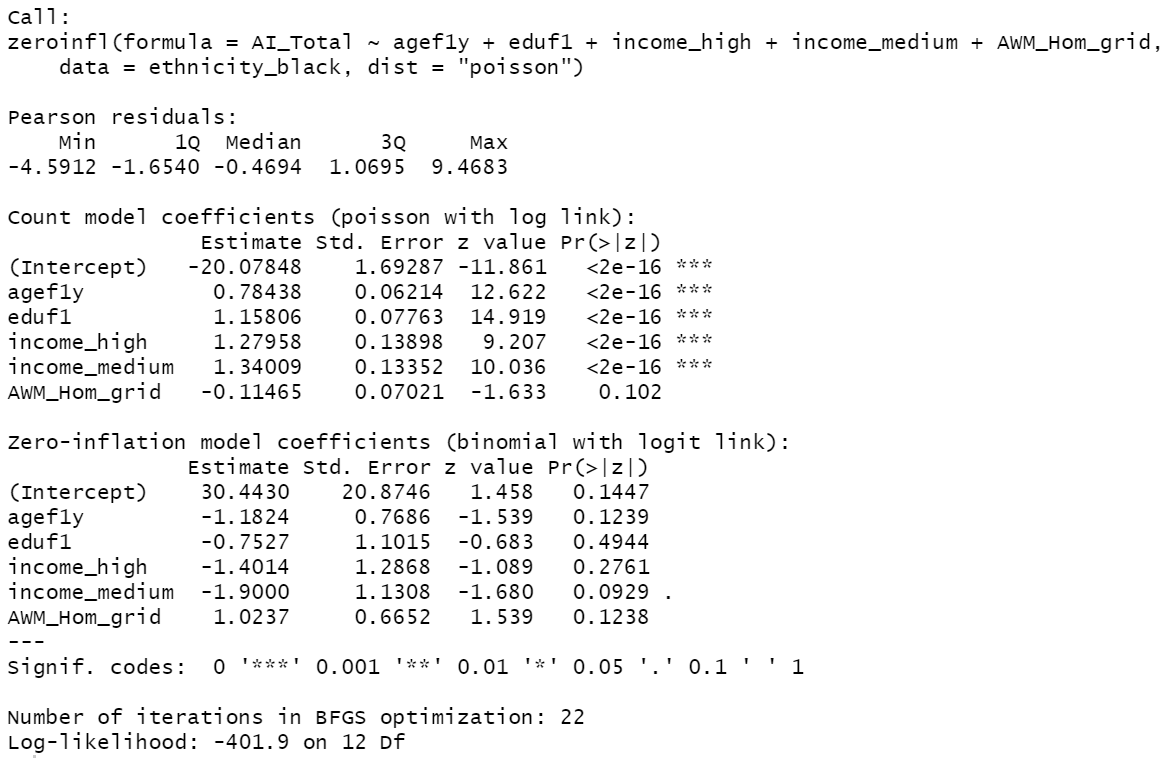 Call:
zeroinfl(formula = AI_Total ~ agef1y + eduf1 + income_high + income_medium + AWM_Hom_grid,
    data = ethnicity_black, dist = "poisson")

Pearson residuals:
    Min      1Q  Median      3Q     Max
-4.5912 -1.6540 -0.4694  1.0695  9.4683

Count model coefficients (poisson with log link):
               Estimate Std. Error z value Pr(>|z|)
(Intercept)   -20.07848    1.69287 -11.861   <2e-16 ***
agef1y          0.78438    0.06214  12.622   <2e-16 ***
eduf1           1.15806    0.07763  14.919   <2e-16 ***
income_high     1.27958    0.13898   9.207   <2e-16 ***
income_medium   1.34009    0.13352  10.036   <2e-16 ***
AWM_Hom_grid   -0.11465    0.07021  -1.633    0.102

Zero-inflation model coefficients (binomial with logit link):
              Estimate Std. Error z value Pr(>|z|)
(Intercept)    30.4430    20.8746   1.458   0.1447
agef1y         -1.1824     0.7686  -1.539   0.1239
eduf1          -0.7527     1.1015  -0.683   0.4944
income_high    -1.4014     1.2868  -1.089   0.2761
income_medium  -1.9000     1.1308  -1.680   0.0929 .
AWM_Hom_grid    1.0237     0.6652   1.539   0.1238
---
Signif. codes:  0 '***' 0.001 '**' 0.01 '*' 0.05 '.' 0.1 ' ' 1

Number of iterations in BFGS optimization: 22
Log-likelihood: -401.9 on 12 Df